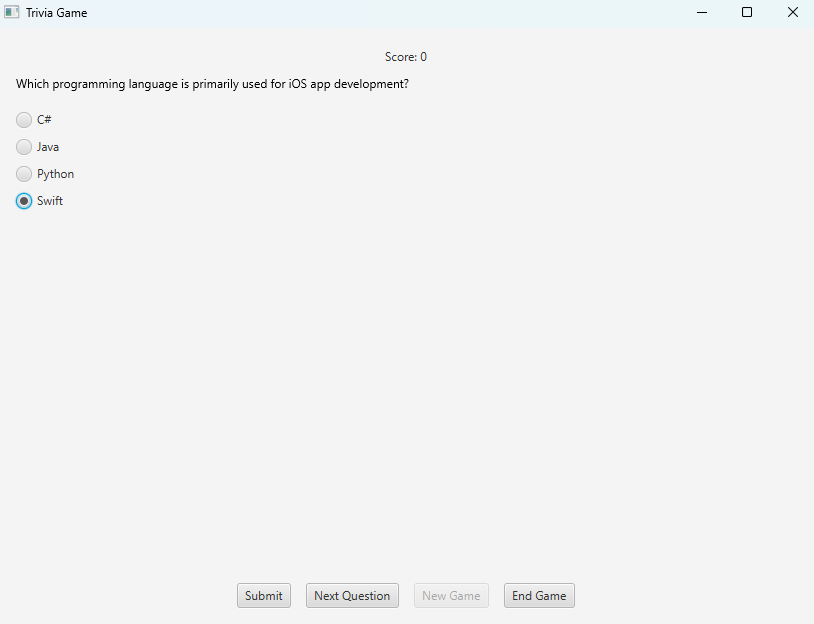 Trivia Game
Score: 0
Which programming language is primarily used for iOS app development?
C#
Java
Python
Swift
Submit Next Question New Game End Game